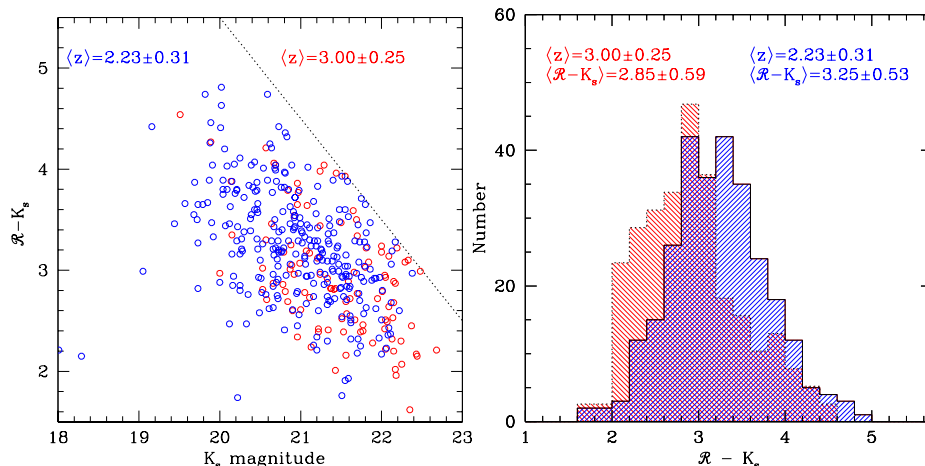 ⟨z⟩=2.23±0.31 ⟨z⟩=3.00±0.25
5
4
3
2
ℛ−Kₛ
18 19 20 21 22 23
Kₛ magnitude
⟨z⟩=3.00±0.25 ⟨z⟩=2.23±0.31
⟨ℛ−Kₛ⟩=2.85±0.59 ⟨ℛ−Kₛ⟩=3.25±0.53
60
40
20
0
Number
1 2 3 4 5
ℛ − Kₛ